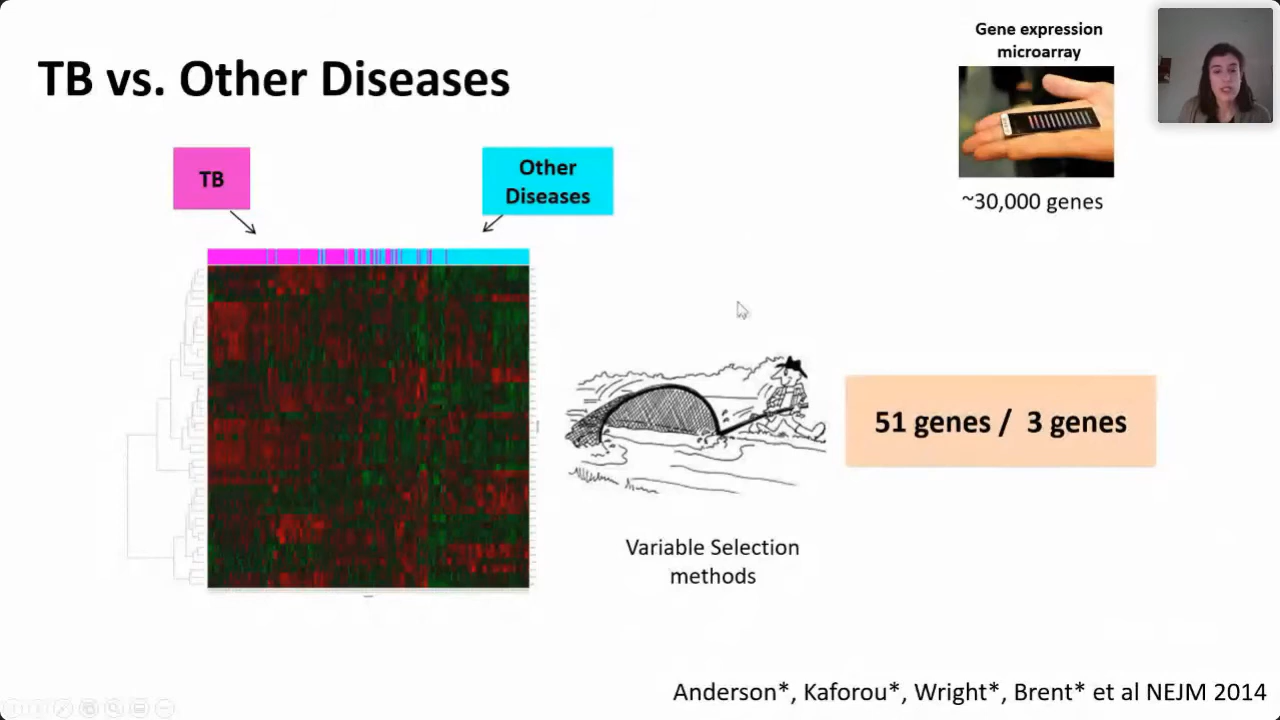 TB vs. Other Diseases
Gene expression
microarray
~30,000 genes
TB
Other
Diseases
51 genes / 3 genes
Variable Selection
methods
Anderson*, Kaforou*, Wright*, Brent* et al NEJM 2014